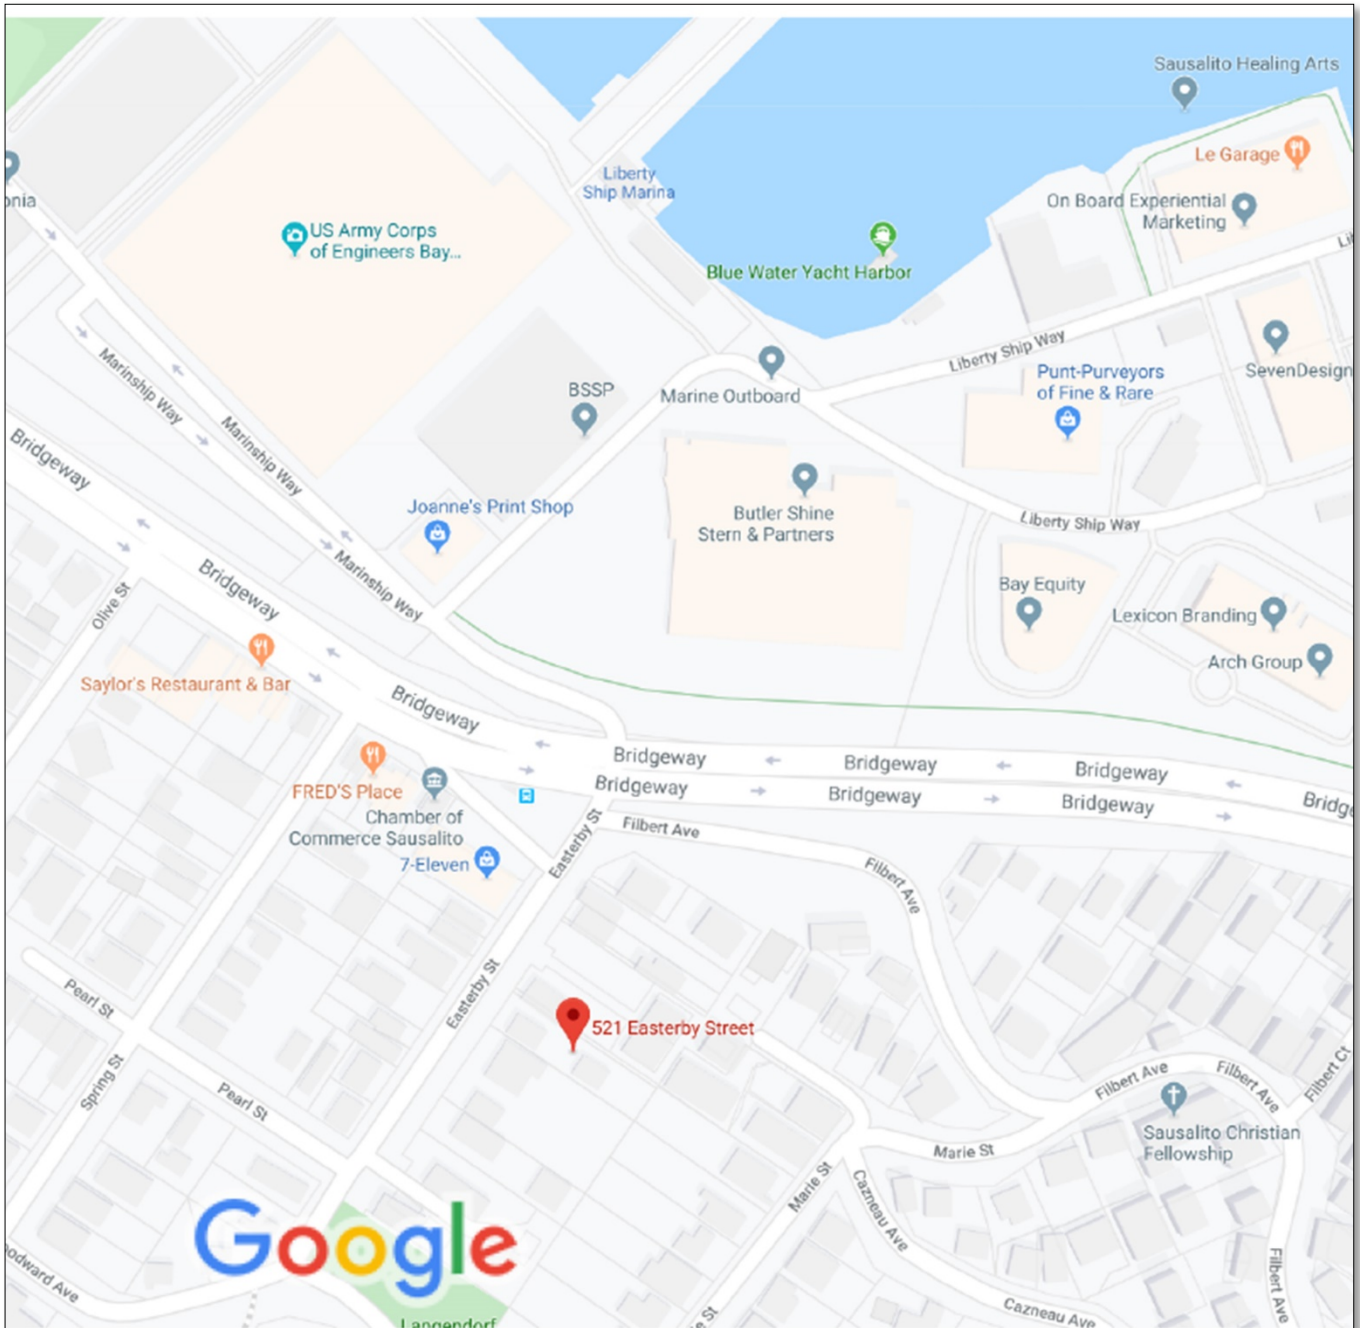 Sausalito Healing Arts
Le Garage
Liberty
Ship Marina
On Board Experiential
Marketing
US Army Corps
of Engineers Bay...
Blue Water Yacht Harbor
Liberty Ship Way
Marinship Way
BSSP
Marine Outboard
Punt-Purveyors
of Fine & Rare
SevenDesign
Bridgeway
Marinship Way
Joanne's Print Shop
Butler Shine
Stern & Partners
Liberty Ship Way
Marinship Way
Bridgeway
Olive St
Bay Equity
Lexicon Branding
Arch Group
Saylor's Restaurant & Bar
Bridgeway
Bridgeway
Bridgeway
Bridgeway
Bridgeway
Bridgeway
Bridgeway
FRED'S Place
Chamber of
Commerce Sausalito
7-Eleven
Easterby St
Filbert Ave
Filbert Ave
Easterby St
Pearl St
521 Easterby Street
Spring St
Pearl St
Filbert Ave
Filbert Ave
Filbert Ct
Sausalito Christian
Fellowship
Marie St
Marie St
Cazneau Ave
Google
Filbert Ave
Cazneau Ave
Langendorf